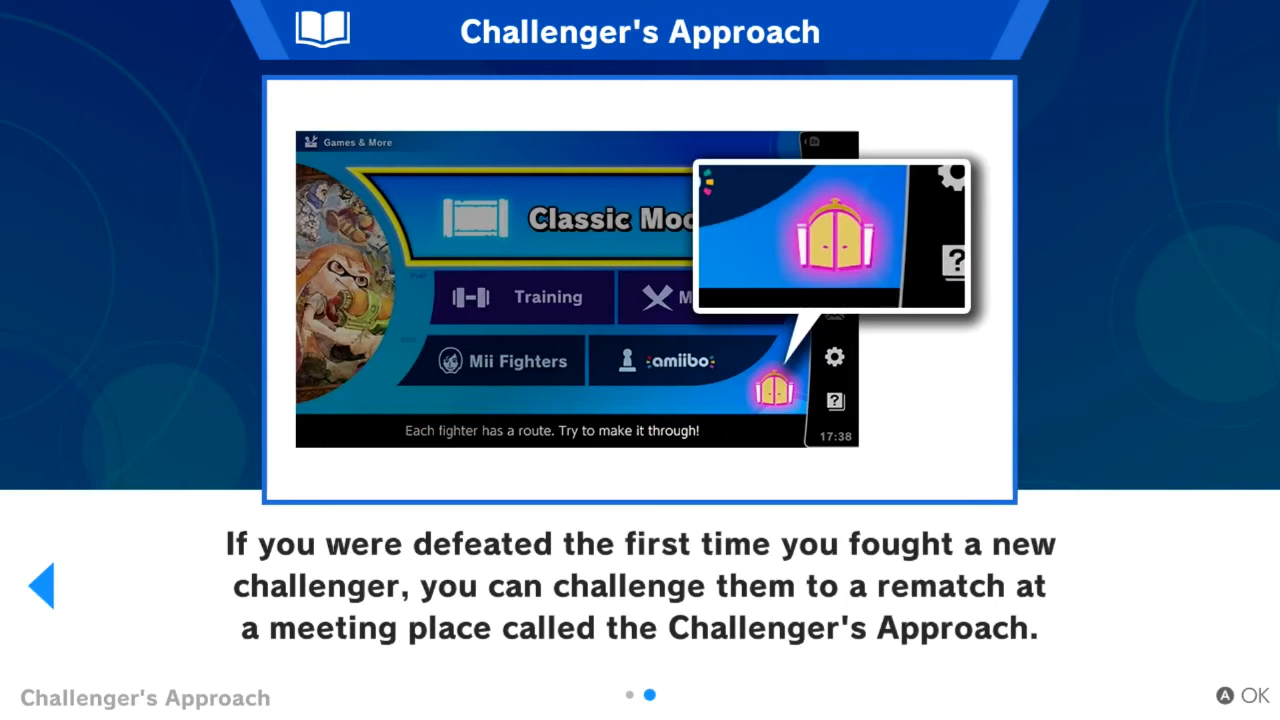 Challenger's Approach
Games & More
Classic Mo
Training
M
Mii Fighters
amiibo
?
?
Each fighter has a route. Try to make it through!
17:38
If you were defeated the first time you fought a new
challenger, you can challenge them to a rematch at
a meeting place called the Challenger's Approach.
Challenger's Approach
A OK